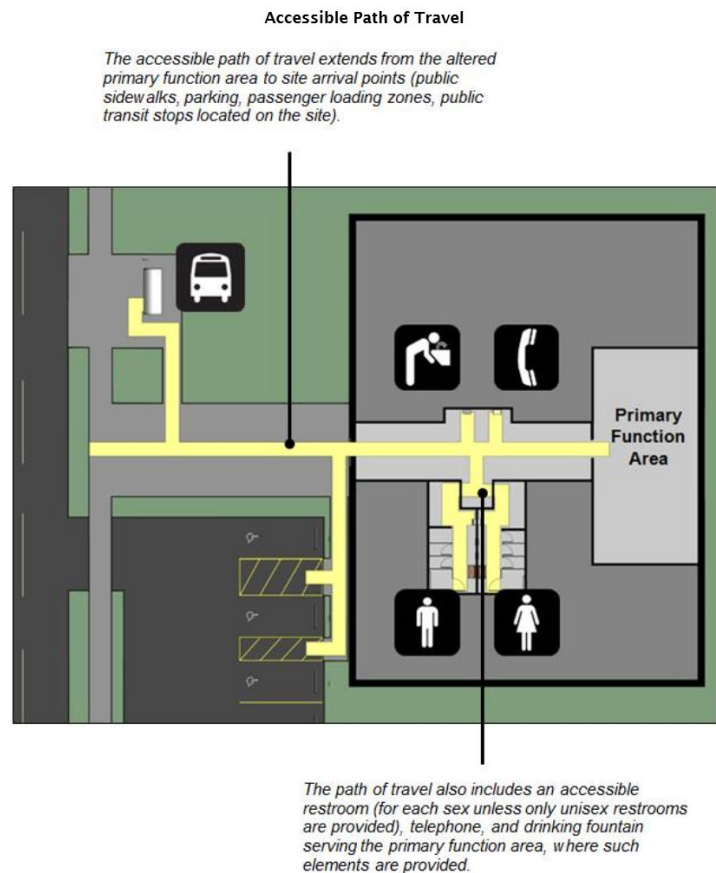 Accessible Path of Travel
The accessible path of travel extends from the altered
primary function area to site arrival points (public
sidewalks, parking, passenger loading zones, public
transit stops located on the site).
Primary
Function
Area
The path of travel also includes an accessible
restroom (for each sex unless only unisex restrooms
are provided), telephone, and drinking fountain
serving the primary function area, where such
elements are provided.